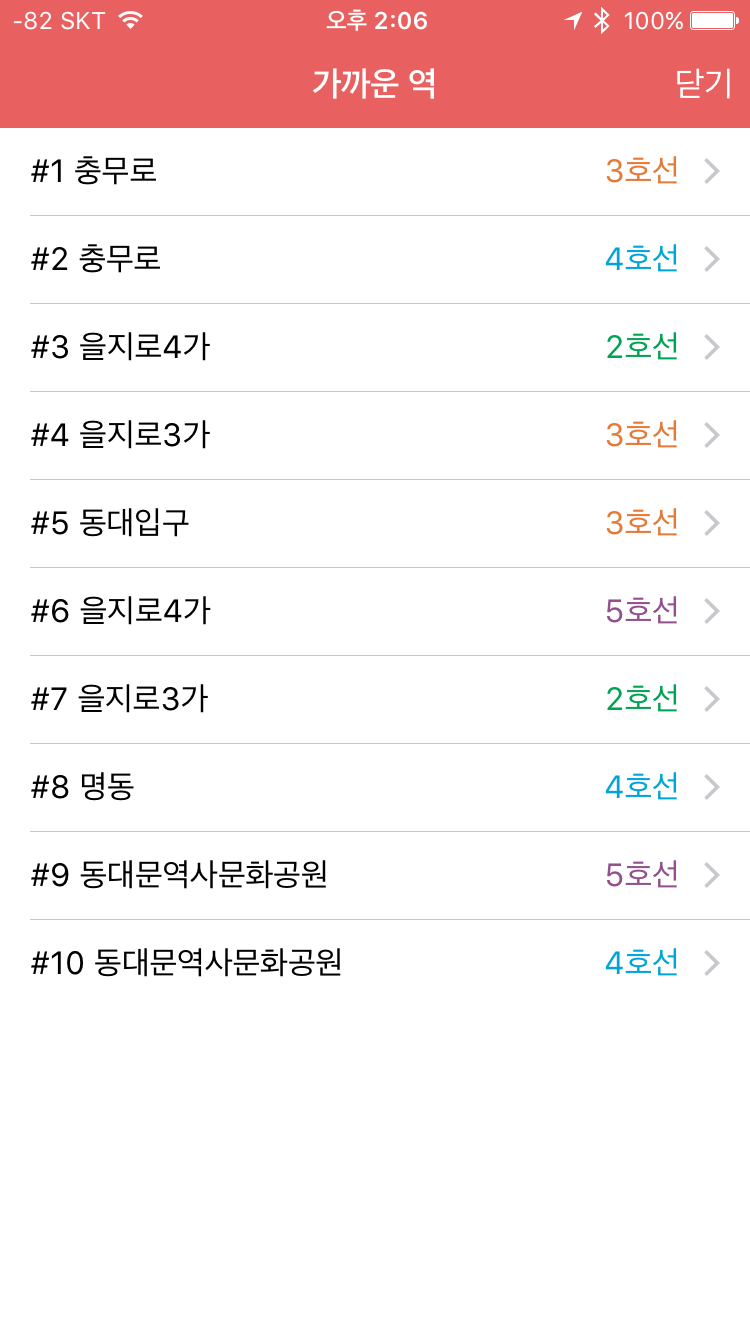 -82 SKT 오후 2:06 100%
가까운 역 닫기
#1 충무로 3호선
#2 충무로 4호선
#3 을지로4가 2호선
#4 을지로3가 3호선
#5 동대입구 3호선
#6 을지로4가 5호선
#7 을지로3가 2호선
#8 명동 4호선
#9 동대문역사문화공원 5호선
#10 동대문역사문화공원 4호선